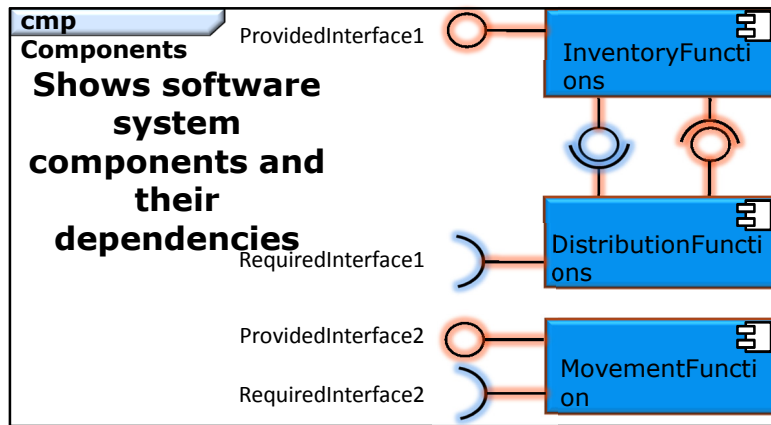 cmp
Components
Shows software
system
components and
their
dependencies
ProvidedInterface1
InventoryFuncti
ons
RequiredInterface1
DistributionFuncti
ons
ProvidedInterface2
RequiredInterface2
MovementFuncti
on